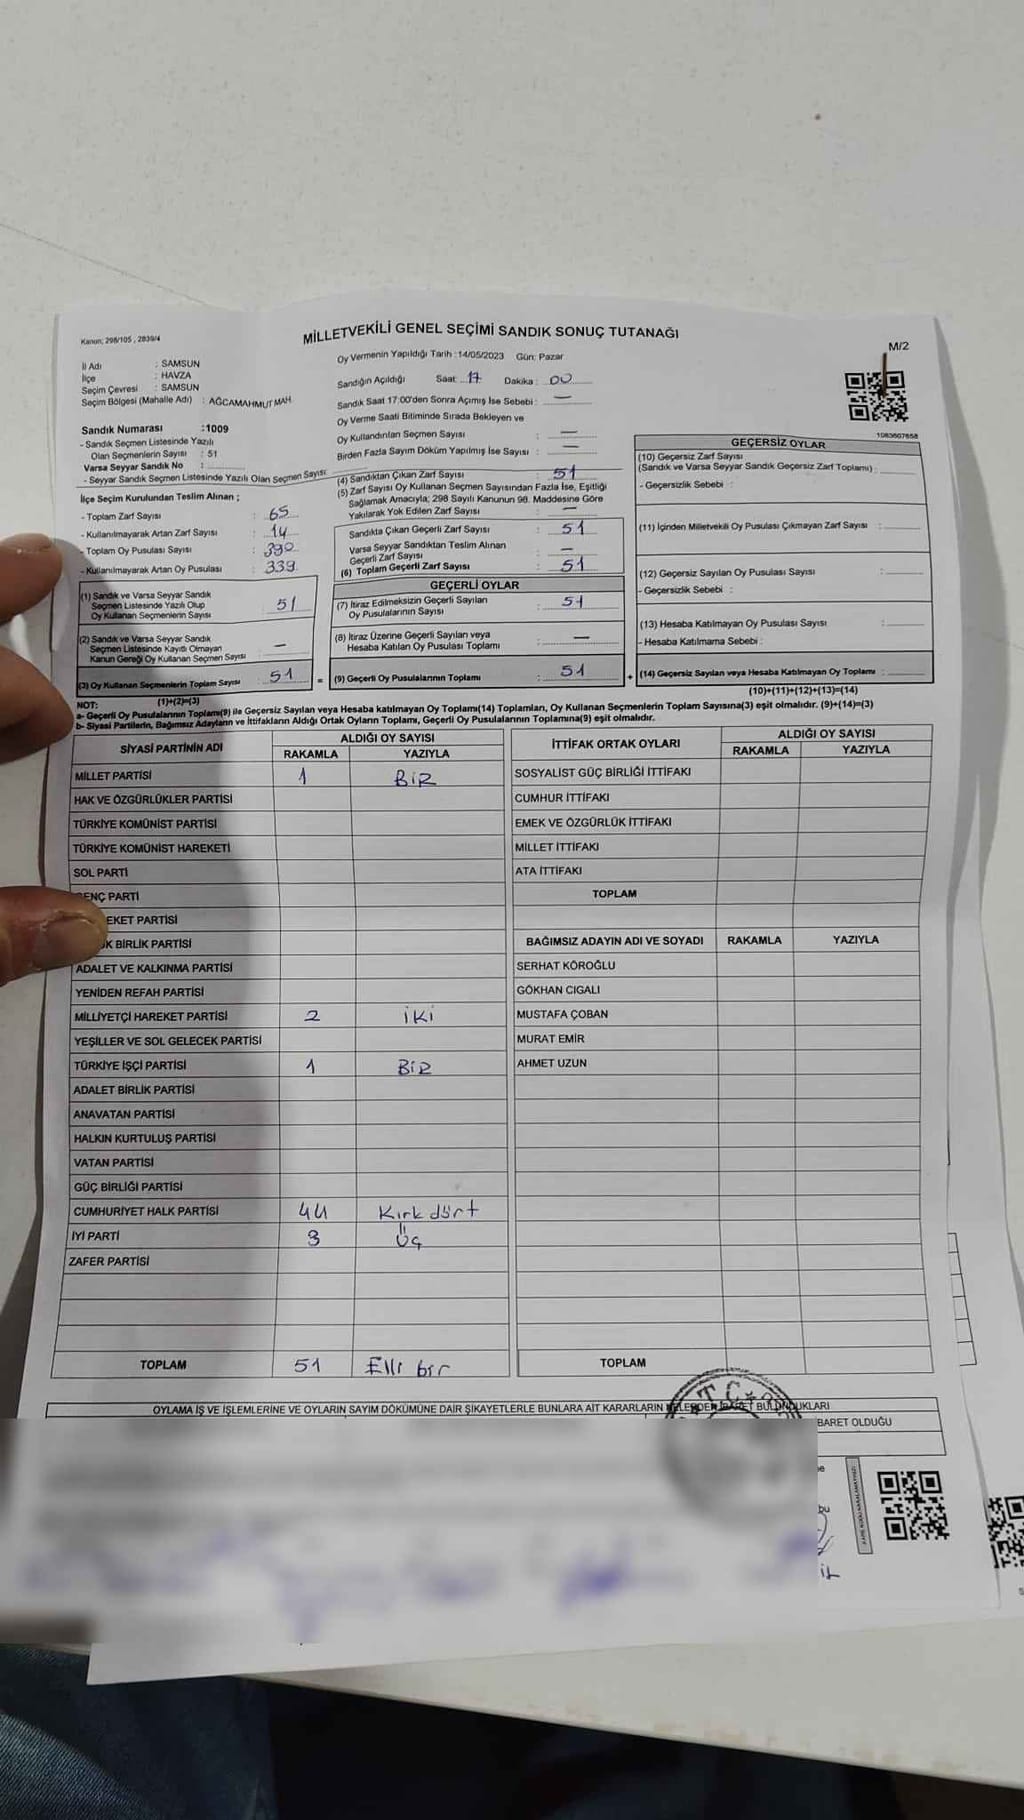 MİLLETVEKİLİ GENEL SEÇİMİ SANDIK SONUÇ TUTANAĞI
Kanun; 298/105 , 2839/4
M/2
İl Adı : SAMSUN
İlçe : HAVZA
Seçim Çevresi : SAMSUN
Seçim Bölgesi (Mahalle Adı) : AĞCAMAHMUT MAH.
Sandık Numarası :1009
- Sandık Seçmen Listesinde Yazılı
Olan Seçmenlerin Sayısı : 51
Varsa Seyyar Sandık No :
- Seyyar Sandık Seçmen Listesinde Yazılı Olan Seçmen Sayısı:
İlçe Seçim Kurulundan Teslim Alınan ;
- Toplam Zarf Sayısı : 65
- Kullanılmayarak Artan Zarf Sayısı : 14
- Toplam Oy Pusulası Sayısı : 390
- Kullanılmayarak Artan Oy Pusulası : 339
(1) Sandık ve Varsa Seyyar Sandık
Seçmen Listesinde Yazılı Olup
Oy Kullanan Seçmenlerin Sayısı : 51
(2) Sandık ve Varsa Seyyar Sandık
Seçmen Listesinde Kayıtlı Olmayan
Kanun Gereği Oy Kullanan Seçmen Sayısı : —
(3) Oy Kullanan Seçmenlerin Toplam Sayısı : 51
(1)+(2)=(3)
Oy Vermenin Yapıldığı Tarih :14/05/2023 Gün: Pazar
Sandığın Açıldığı Saat: 17 Dakika : 00
Sandık Saat 17:00'den Sonra Açımış İse Sebebi : —
Oy Verme Saati Bitiminde Sırada Bekleyen ve
Oy Kullandırılan Seçmen Sayısı : —
Birden Fazla Sayım Döküm Yapılmış İse Sayısı : —
(4) Sandıktan Çıkan Zarf Sayısı : 51
(5) Zarf Sayısı Oy Kullanan Seçmen Sayısından Fazla İse, Eşitliği
Sağlamak Amacıyla; 298 Sayılı Kanunun 98. Maddesine Göre
Yakılarak Yok Edilen Zarf Sayısı : —
Sandıkta Çıkan Geçerli Zarf Sayısı : 51
Varsa Seyyar Sandıktan Teslim Alınan
Geçerli Zarf Sayısı : —
(6) Toplam Geçerli Zarf Sayısı : 51
GEÇERLİ OYLAR
(7) İtiraz Edilmeksizin Geçerli Sayılan
Oy Pusulalarının Sayısı : 51
(8) İtiraz Üzerine Geçerli Sayılan veya
Hesaba Katılan Oy Pusulası Toplamı : —
= (9) Geçerli Oy Pusulalarının Toplamı : 51 +
1083607658
GEÇERSİZ OYLAR
(10) Geçersiz Zarf Sayısı
(Sandık ve Varsa Seyyar Sandık Geçersiz Zarf Toplamı) :
- Geçersizlik Sebebi :
(11) İçinden Milletvekili Oy Pusulası Çıkmayan Zarf Sayısı :
(12) Geçersiz Sayılan Oy Pusulası Sayısı :
- Geçersizlik Sebebi :
(13) Hesaba Katılmayan Oy Pusulası Sayısı :
- Hesaba Katılmama Sebebi :
(14) Geçersiz Sayılan veya Hesaba Katılmayan Oy Toplamı :
(10)+(11)+(12)+(13)=(14)
NOT:
a- Geçerli Oy Pusulalarının Toplamı(9) ile Geçersiz Sayılan veya Hesaba katılmayan Oy Toplamı(14) Toplamları, Oy Kullanan Seçmenlerin Toplam Sayısına(3) eşit olmalıdır. (9)+(14)=(3)
b- Siyasi Partilerin, Bağımsız Adayların ve İttifakların Aldığı Ortak Oyların Toplamı, Geçerli Oy Pusulalarının Toplamına(9) eşit olmalıdır.
SİYASİ PARTİNİN ADI ALDIĞI OY SAYISI
RAKAMLA YAZIYLA
MİLLET PARTİSİ 1 BİR
HAK VE ÖZGÜRLÜKLER PARTİSİ
TÜRKİYE KOMÜNİST PARTİSİ
TÜRKİYE KOMÜNİST HAREKETİ
SOL PARTİ
ENÇ PARTİ
EKET PARTİSİ
K BİRLİK PARTİSİ
ADALET VE KALKINMA PARTİSİ
YENİDEN REFAH PARTİSİ
MİLLİYETÇİ HAREKET PARTİSİ 2 İKİ
YEŞİLLER VE SOL GELECEK PARTİSİ
TÜRKİYE İŞÇİ PARTİSİ 1 BİR
ADALET BİRLİK PARTİSİ
ANAVATAN PARTİSİ
HALKIN KURTULUŞ PARTİSİ
VATAN PARTİSİ
GÜÇ BİRLİĞİ PARTİSİ
CUMHURİYET HALK PARTİSİ 44 Kırk dört
İYİ PARTİ 3 Üç
ZAFER PARTİSİ
TOPLAM 51 Elli bir
İTTİFAK ORTAK OYLARI ALDIĞI OY SAYISI
RAKAMLA YAZIYLA
SOSYALİST GÜÇ BİRLİĞİ İTTİFAKI
CUMHUR İTTİFAKI
EMEK VE ÖZGÜRLÜK İTTİFAKI
MİLLET İTTİFAKI
ATA İTTİFAKI
TOPLAM
BAĞIMSIZ ADAYIN ADI VE SOYADI RAKAMLA YAZIYLA
SERHAT KÖROĞLU
GÖKHAN CIGALI
MUSTAFA ÇOBAN
MURAT EMİR
AHMET UZUN
TOPLAM
OYLAMA İŞ VE İŞLEMLERİNE VE OYLARIN SAYIM DÖKÜMÜNE DAİR ŞİKAYETLERLE BUNLARA AİT KARARLARIN NELERDEN İBARET BULUNDUKLARI
BARET OLDUĞU
T.C.